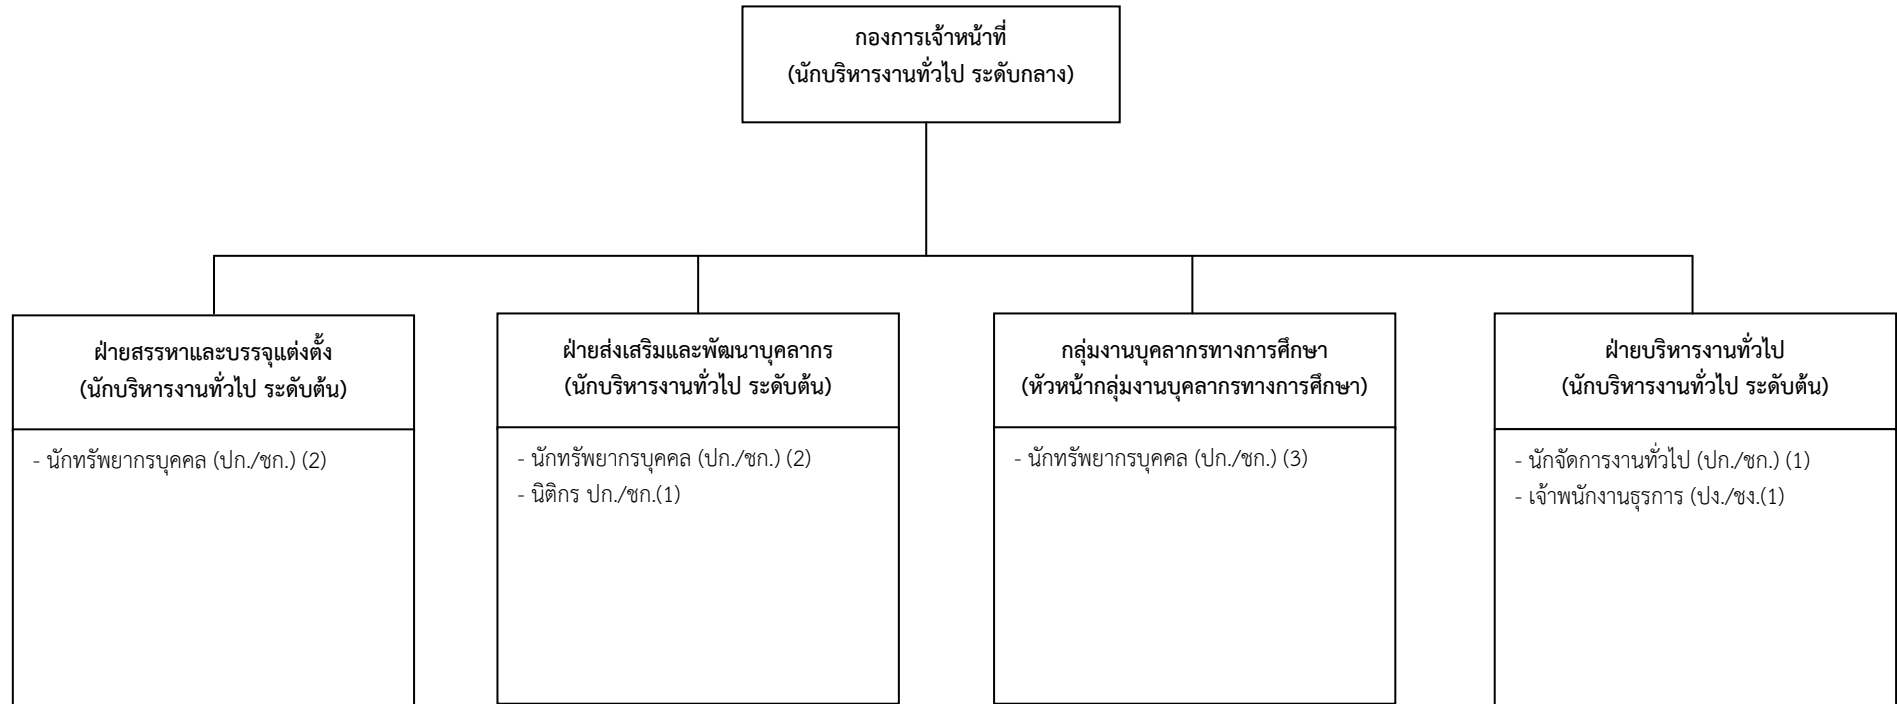 กองการเจ้าหน้าที่
(นักบริหารงานทั่วไป ระดับกลาง)
ฝ่ายสรรหาและบรรจุแต่งตั้ง
(นักบริหารงานทั่วไป ระดับต้น)
- นักทรัพยากรบุคคล (ปก./ชก.) (2)
ฝ่ายส่งเสริมและพัฒนาบุคลากร
(นักบริหารงานทั่วไป ระดับต้น)
- นักทรัพยากรบุคคล (ปก./ชก.) (2)
- นิติกร ปก./ชก.(1)
กลุ่มงานบุคลากรทางการศึกษา
(หัวหน้ากลุ่มงานบุคลากรทางการศึกษา)
- นักทรัพยากรบุคคล (ปก./ชก.) (3)
ฝ่ายบริหารงานทั่วไป
(นักบริหารงานทั่วไป ระดับต้น)
- นักจัดการงานทั่วไป (ปก./ชก.) (1)
- เจ้าพนักงานธุรการ (ปง./ชง.(1)